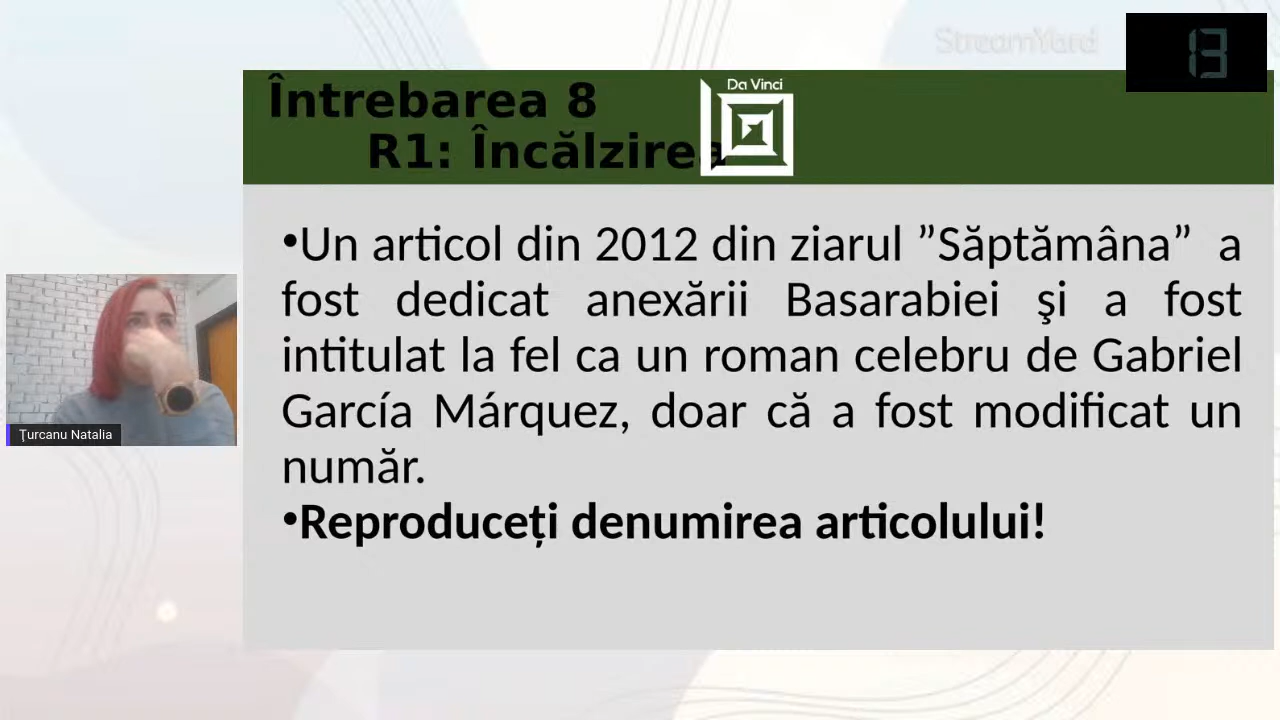 StreamYard
13
Întrebarea 8
Da Vinci
R1: Încălzirea
•Un articol din 2012 din ziarul ”Săptămâna” a
fost dedicat anexării Basarabiei şi a fost
intitulat la fel ca un roman celebru de Gabriel
García Márquez, doar că a fost modificat un
număr.
•Reproduceți denumirea articolului!
Ţurcanu Natalia